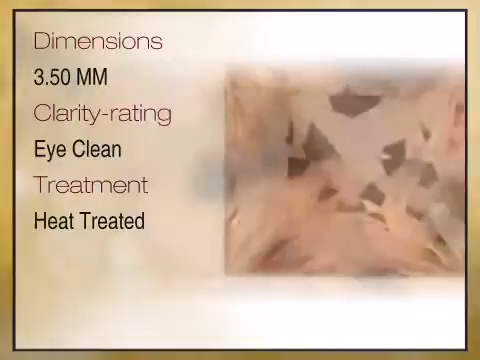 Dimensions
3.50 MM
Clarity-rating
Eye Clean
Treatment
Heat Treated